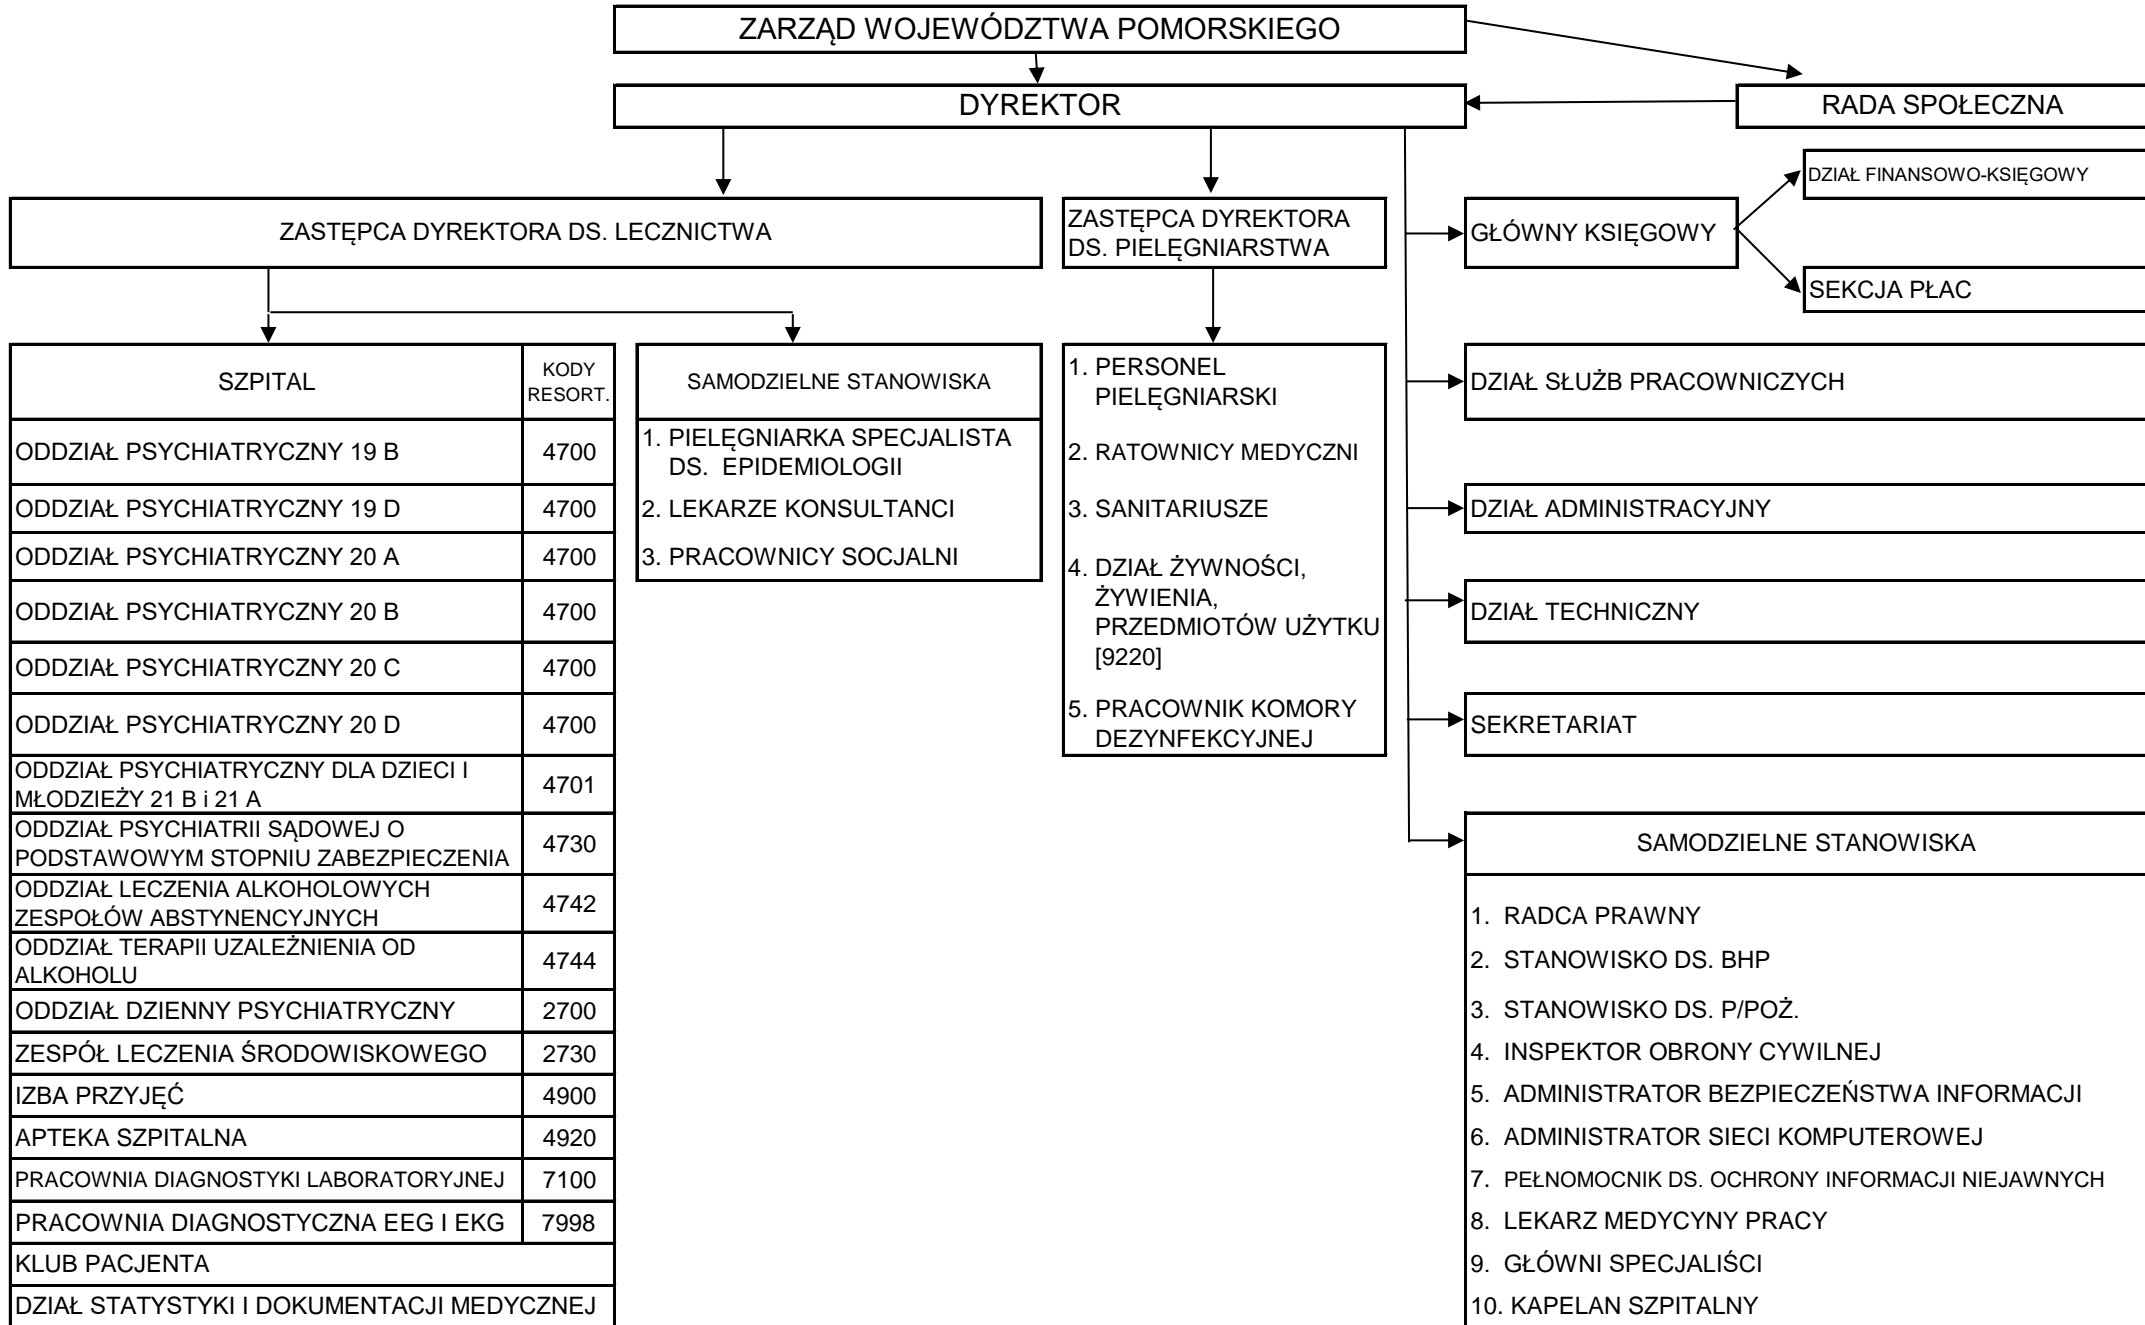 ZARZĄD WOJEWÓDZTWA POMORSKIEGO
DYREKTOR
RADA SPOŁECZNA
DZIAŁ FINANSOWO-KSIĘGOWY
ZASTĘPCA DYREKTORA DS. LECZNICTWA
ZASTĘPCA DYREKTORA
DS. PIELĘGNIARSTWA
GŁÓWNY KSIĘGOWY
SEKCJA PŁAC
SZPITAL
KODY
RESORT.
ODDZIAŁ PSYCHIATRYCZNY 19 B 4700
ODDZIAŁ PSYCHIATRYCZNY 19 D 4700
ODDZIAŁ PSYCHIATRYCZNY 20 A 4700
ODDZIAŁ PSYCHIATRYCZNY 20 B 4700
ODDZIAŁ PSYCHIATRYCZNY 20 C 4700
ODDZIAŁ PSYCHIATRYCZNY 20 D 4700
ODDZIAŁ PSYCHIATRYCZNY DLA DZIECI I
MŁODZIEŻY 21 B i 21 A 4701
ODDZIAŁ PSYCHIATRII SĄDOWEJ O
PODSTAWOWYM STOPNIU ZABEZPIECZENIA 4730
ODDZIAŁ LECZENIA ALKOHOLOWYCH
ZESPOŁÓW ABSTYNENCYJNYCH 4742
ODDZIAŁ TERAPII UZALEŻNIENIA OD
ALKOHOLU 4744
ODDZIAŁ DZIENNY PSYCHIATRYCZNY 2700
ZESPÓŁ LECZENIA ŚRODOWISKOWEGO 2730
IZBA PRZYJĘĆ 4900
APTEKA SZPITALNA 4920
PRACOWNIA DIAGNOSTYKI LABORATORYJNEJ 7100
PRACOWNIA DIAGNOSTYCZNA EEG I EKG 7998
KLUB PACJENTA
DZIAŁ STATYSTYKI I DOKUMENTACJI MEDYCZNEJ
SAMODZIELNE STANOWISKA
1. PIELĘGNIARKA SPECJALISTA
DS. EPIDEMIOLOGII
2. LEKARZE KONSULTANCI
3. PRACOWNICY SOCJALNI
1. PERSONEL
PIELĘGNIARSKI
2. RATOWNICY MEDYCZNI
3. SANITARIUSZE
4. DZIAŁ ŻYWNOŚCI,
ŻYWIENIA,
PRZEDMIOTÓW UŻYTKU
[9220]
5. PRACOWNIK KOMORY
DEZYNFEKCYJNEJ
DZIAŁ SŁUŻB PRACOWNICZYCH
DZIAŁ ADMINISTRACYJNY
DZIAŁ TECHNICZNY
SEKRETARIAT
SAMODZIELNE STANOWISKA
1. RADCA PRAWNY
2. STANOWISKO DS. BHP
3. STANOWISKO DS. P/POŻ.
4. INSPEKTOR OBRONY CYWILNEJ
5. ADMINISTRATOR BEZPIECZEŃSTWA INFORMACJI
6. ADMINISTRATOR SIECI KOMPUTEROWEJ
7. PEŁNOMOCNIK DS. OCHRONY INFORMACJI NIEJAWNYCH
8. LEKARZ MEDYCYNY PRACY
9. GŁÓWNI SPECJALIŚCI
10. KAPELAN SZPITALNY